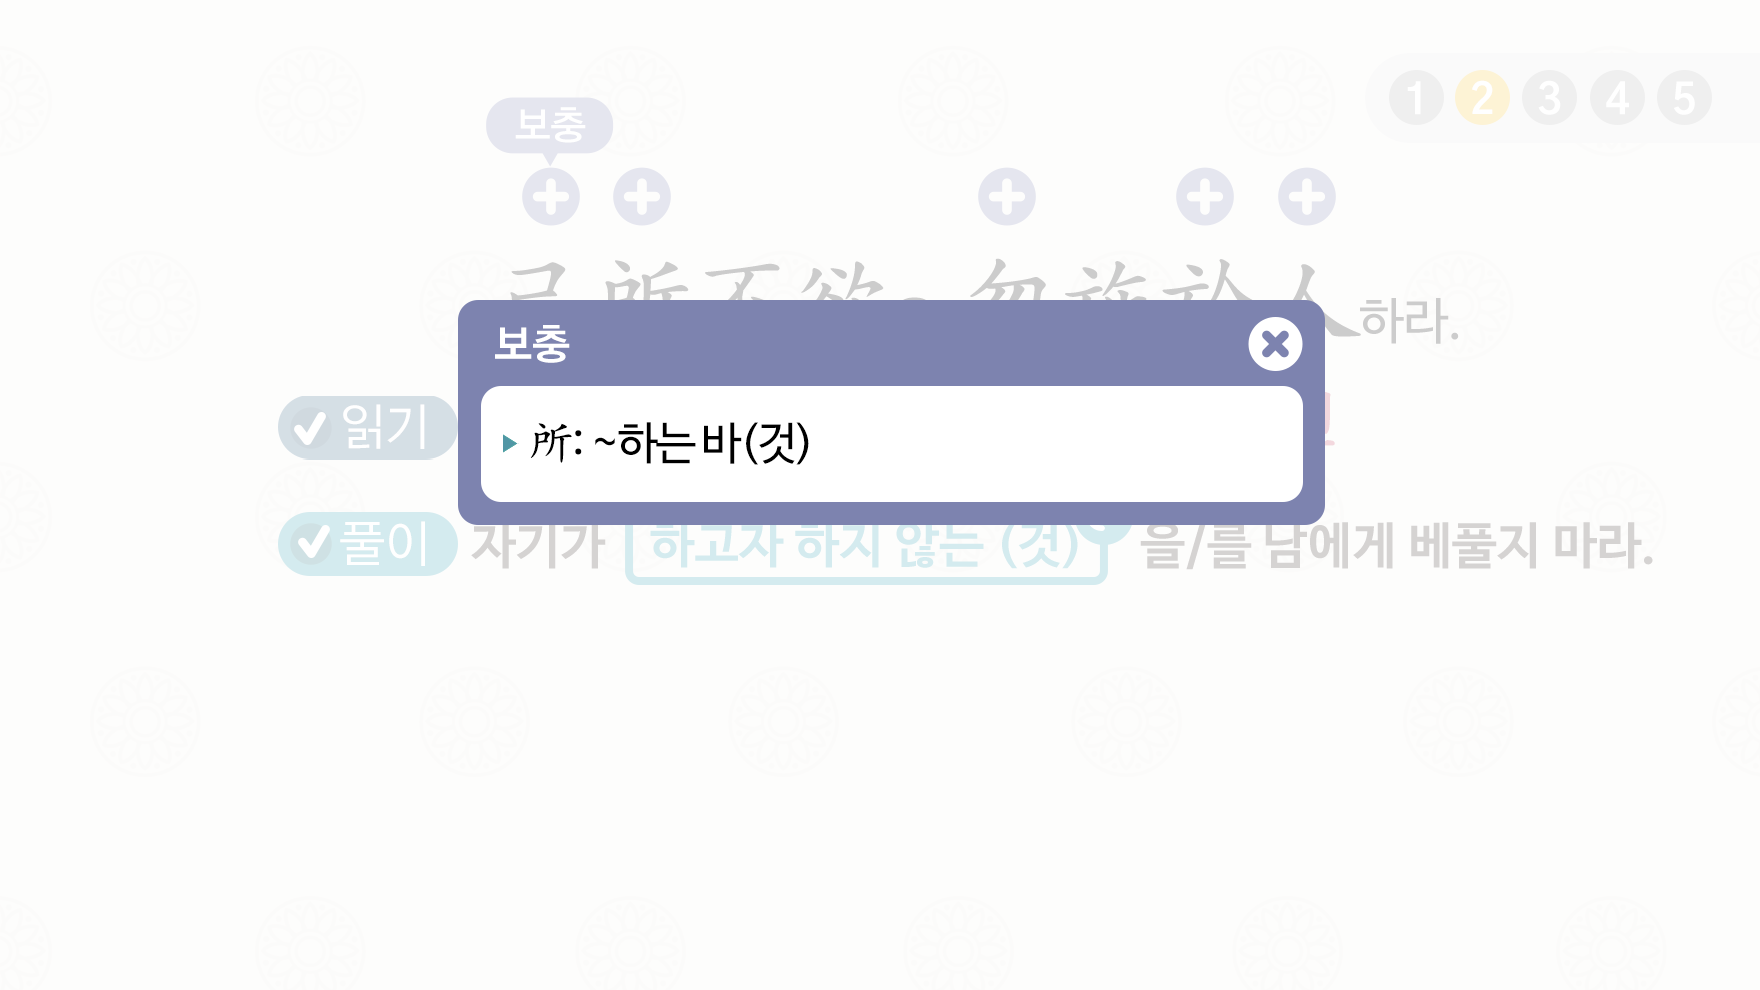 1 2 3 4 5
보충
己所不欲, 勿施於人하라.
보충
읽기
所: ~하는 바(것)
풀이 자기가 하고자 하지 않는 (것) 을/를 남에게 베풀지 마라.